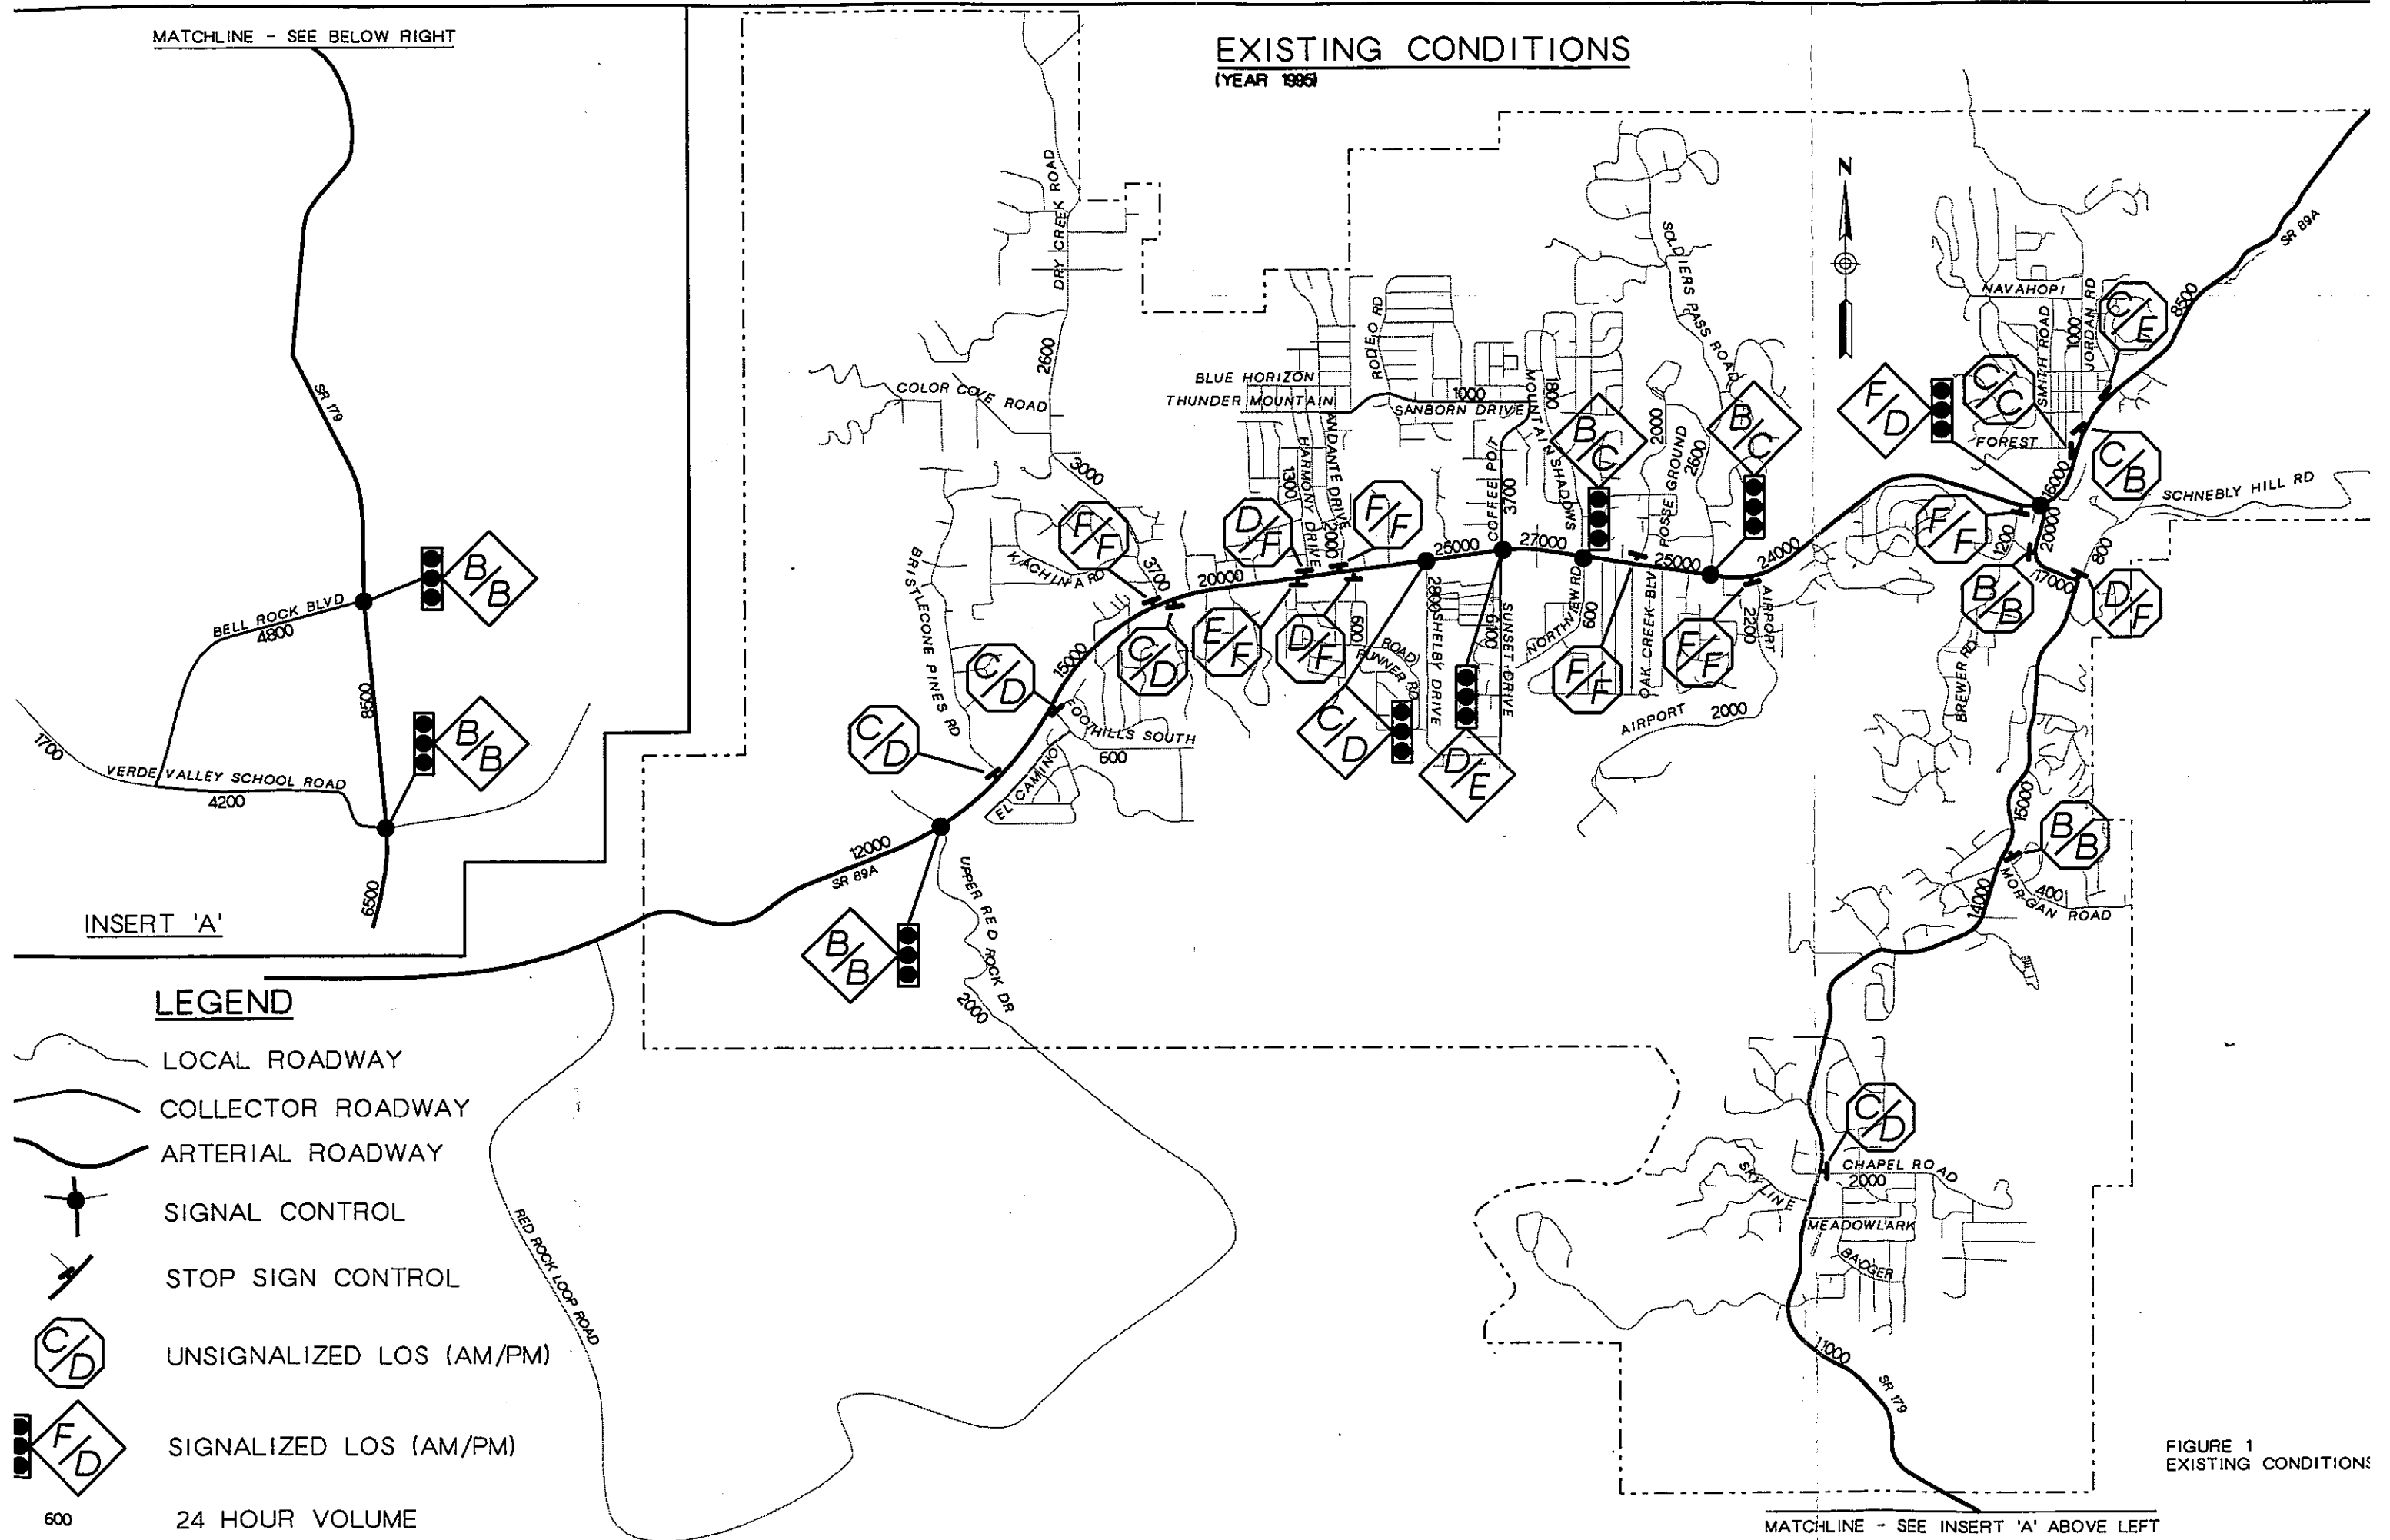 MATCHLINE - SEE BELOW RIGHT
EXISTING CONDITIONS
(YEAR 1995)
SR 179
BELL ROCK BLVD
4800
B/B
8500
B/B
1700
VERDE VALLEY SCHOOL ROAD
4200
6500
INSERT 'A'
DRY CREEK ROAD
2600
COLOR COVE ROAD
3000
F/F
KACHINA RD
3700
BRISTLECONE PINES RD
C/D
C/D
15000
C/D
FOOTHILLS SOUTH
600
EL CAMINO
12000
SR 89A
B/B
UPPER RED ROCK DR
2000
RED ROCK LOOP ROAD
BLUE HORIZON
THUNDER MOUNTAIN
RODEO RD
1000
SANBORN DRIVE
HARMONY DRIVE
1300
ANDANTE DRIVE
2000
D/F
F/F
20000
E/F
D/F
600
ROAD
RUNNER RD
C/D
25000
2800
SHELBY DRIVE
COFFEE POT
3700
MOUNTAIN SHADOWS
1800
27000
6100
SUNSET DRIVE
D/E
B/C
NORTHVIEW RD
600
F/F
OAK CREEK BLV
25000
2000
POSSE GROUND
2600
SOLDIERS PASS ROAD
B/C
F/F
24000
AIRPORT
2200
AIRPORT 2000
N
NAVAHOPI
SMITH ROAD
1000
JORDAN RD
C/E
8500
SR 89A
F/D
C/C
FOREST
C/B
16000
SCHNEBLY HILL RD
F/F
1200
20000
800
B/B
17000
D/F
BREWER RD
15000
B/B
MORGAN ROAD
400
14000
C/D
CHAPEL ROAD
2000
SKYLINE
MEADOWLARK
BADGER
11000
SR 179
LEGEND
LOCAL ROADWAY
COLLECTOR ROADWAY
ARTERIAL ROADWAY
SIGNAL CONTROL
STOP SIGN CONTROL
C/D UNSIGNALIZED LOS (AM/PM)
F/D SIGNALIZED LOS (AM/PM)
600 24 HOUR VOLUME
FIGURE 1
EXISTING CONDITIONS
MATCHLINE - SEE INSERT 'A' ABOVE LEFT